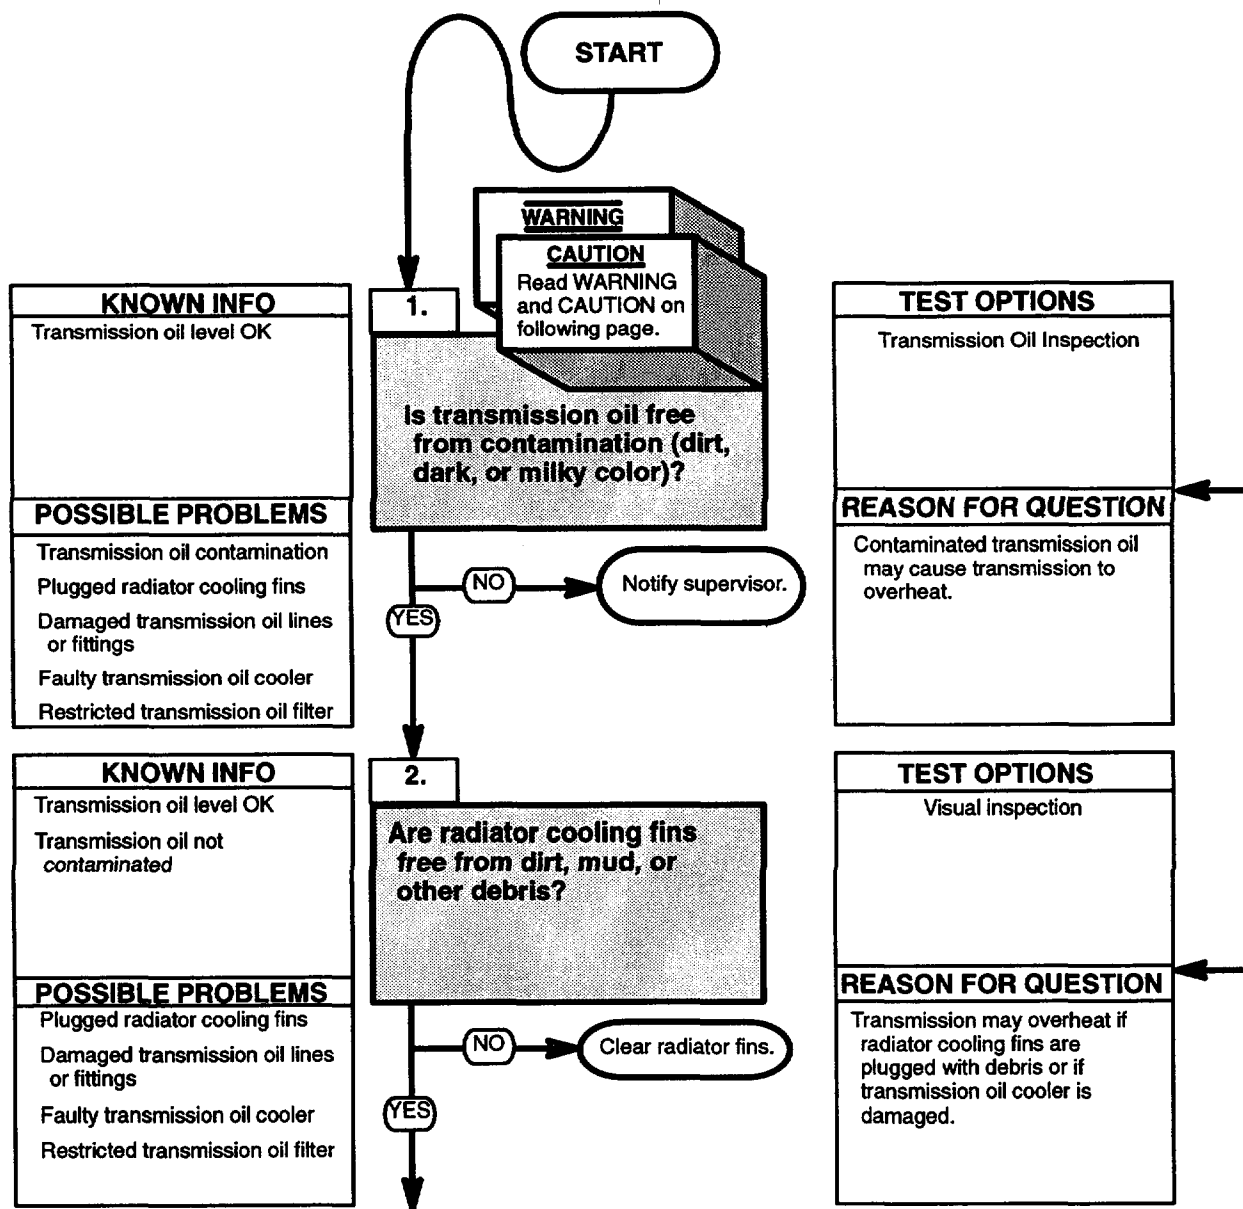 START
WARNING
CAUTION
Read WARNING
and CAUTION on
following page.
KNOWN INFO
Transmission oil level OK
POSSIBLE PROBLEMS
Transmission oil contamination
Plugged radiator cooling fins
Damaged transmission oil lines
or fittings
Faulty transmission oil cooler
Restricted transmission oil filter
1.
Is transmission oil free
from contamination (dirt,
dark, or milky color)?
NO
Notify supervisor.
YES
TEST OPTIONS
Transmission Oil Inspection
REASON FOR QUESTION
Contaminated transmission oil
may cause transmission to
overheat.
KNOWN INFO
Transmission oil level OK
Transmission oil not
contaminated
POSSIBLE PROBLEMS
Plugged radiator cooling fins
Damaged transmission oil lines
or fittings
Faulty transmission oil cooler
Restricted transmission oil filter
2.
Are radiator cooling fins
free from dirt, mud, or
other debris?
NO
Clear radiator fins.
YES
TEST OPTIONS
Visual inspection
REASON FOR QUESTION
Transmission may overheat if
radiator cooling fins are
plugged with debris or if
transmission oil cooler is
damaged.